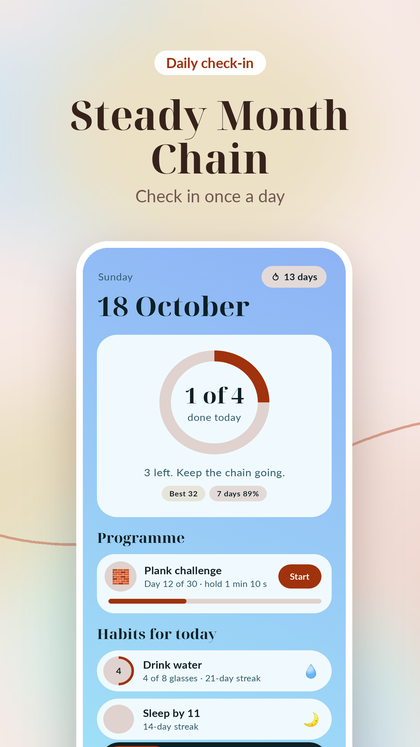 Daily check-in
Steady Month
Chain
Check in once a day
Sunday
13 days
18 October
1 of 4
done today
3 left. Keep the chain going.
Best 32
7 days 89%
Programme
Plank challenge
Day 12 of 30 · hold 1 min 10 s
Start
Habits for today
4
Drink water
4 of 8 glasses · 21-day streak
Sleep by 11
14-day streak